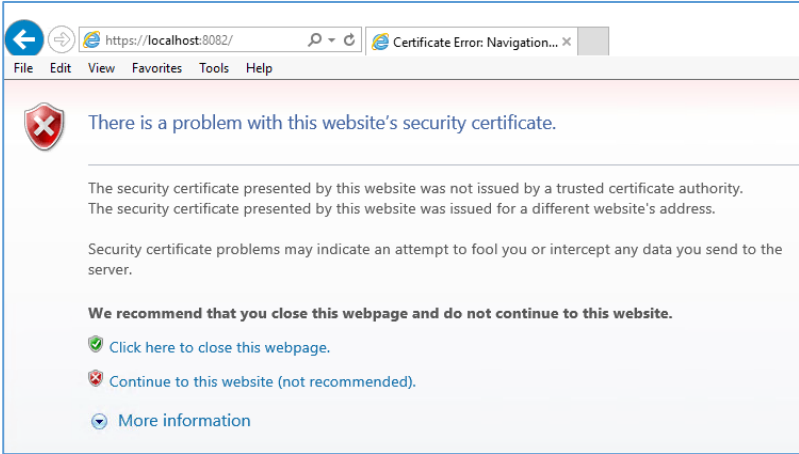 https://localhost:8082/
Certificate Error: Navigation...
File Edit View Favorites Tools Help
There is a problem with this website's security certificate.
The security certificate presented by this website was not issued by a trusted certificate authority.
The security certificate presented by this website was issued for a different website's address.
Security certificate problems may indicate an attempt to fool you or intercept any data you send to the
server.
We recommend that you close this webpage and do not continue to this website.
Click here to close this webpage.
Continue to this website (not recommended).
More information